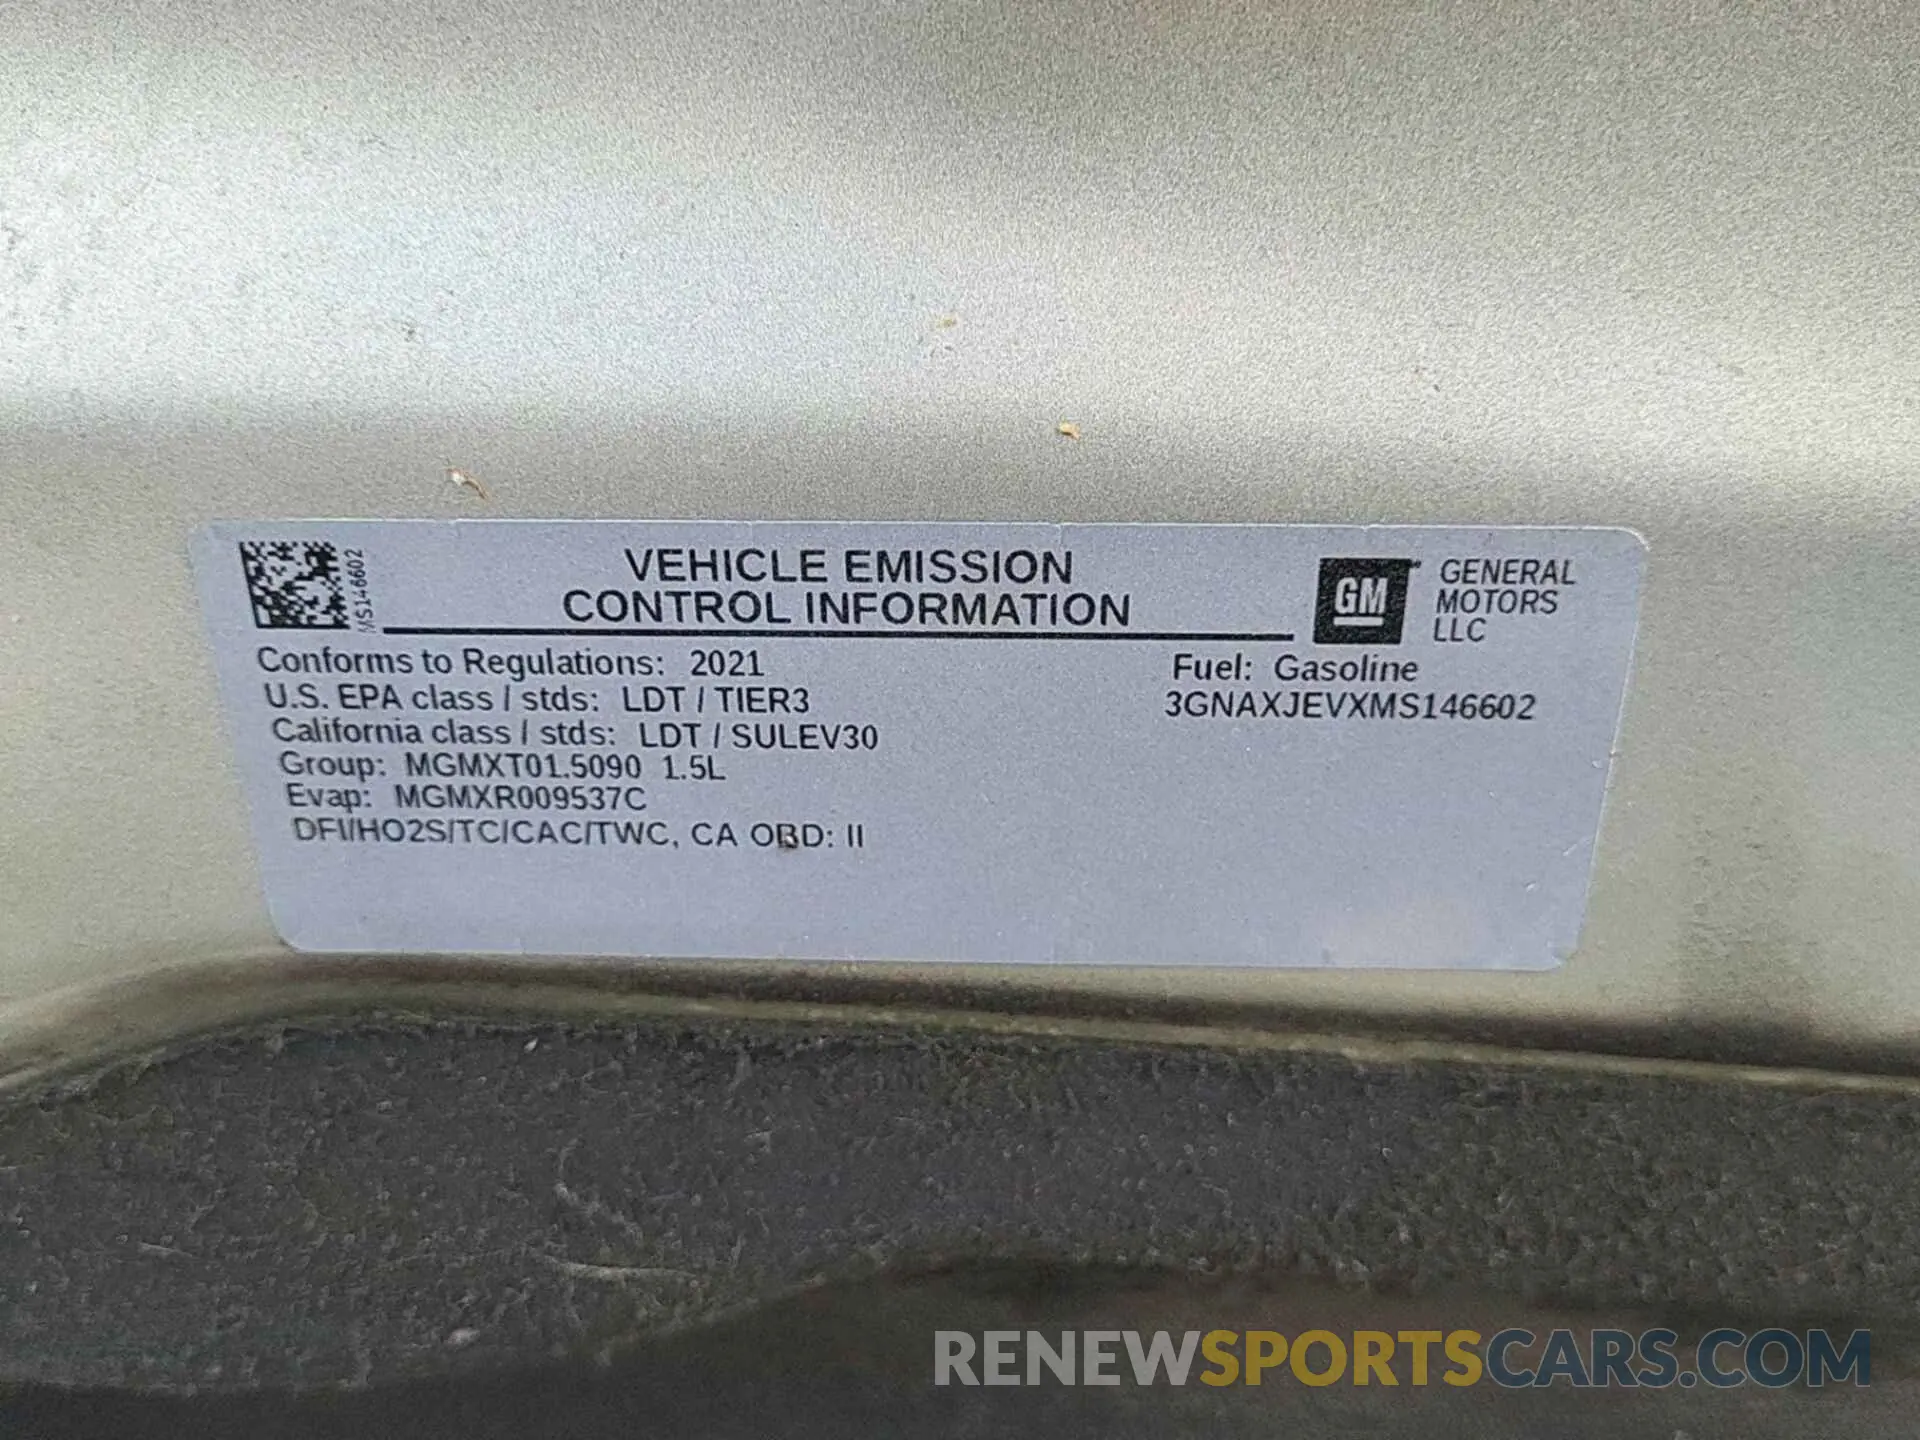 MS146602
VEHICLE EMISSION
CONTROL INFORMATION
GM
GENERAL
MOTORS
LLC
Conforms to Regulations: 2021
U.S. EPA class / stds: LDT / TIER3
California class / stds: LDT / SULEV30
Group: MGMXT01.5090 1.5L
Evap: MGMXR009537C
DFI/HO2S/TC/CAC/TWC, CA OBD: II
Fuel: Gasoline
3GNAXJEVXMS146602
RENEWSPORTSCARS.COM